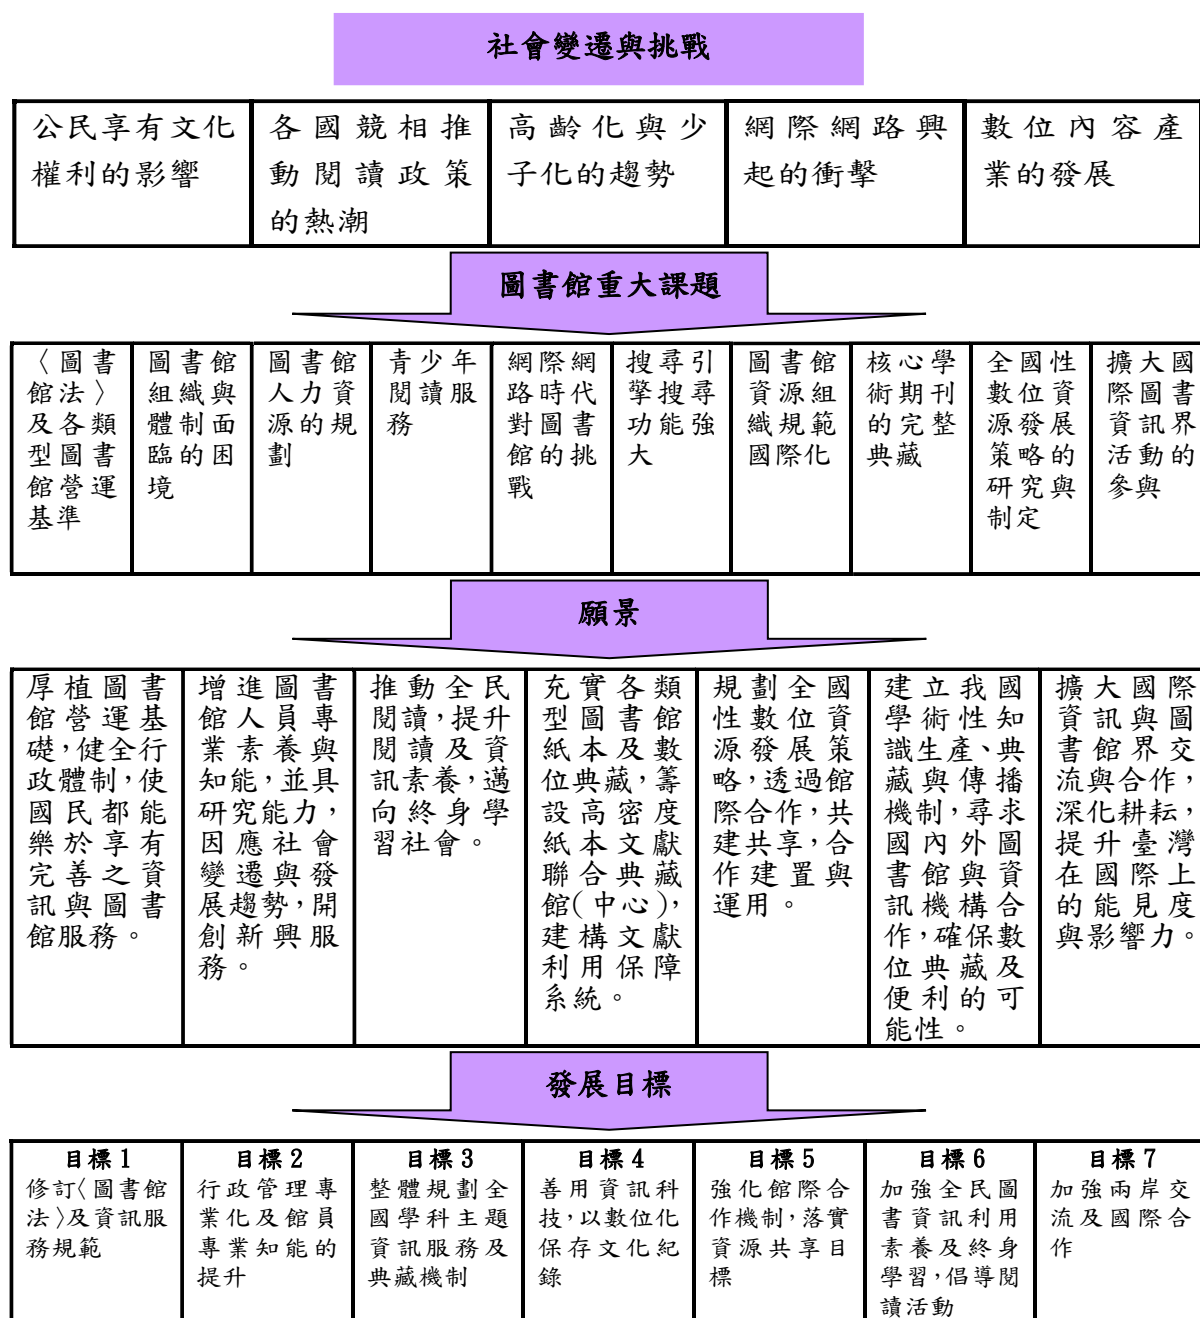 社會變遷與挑戰
公民享有文化
權利的影響
各國競相推
動閱讀政策
的熱潮
高齡化與少
子化的趨勢
網際網路興
起的衝擊
數位內容產
業的發展
圖書館重大課題
〈圖書
館法〉
及各類
型圖書
館營運
基準
圖書館
組織與
體制面
臨的困
境
圖書館
人力資
源的規
劃
青少年
閱讀服
務
網際網
路時代
對圖書
館的挑
戰
搜尋引
擎搜尋
功能強
大
圖書館
資源組
織規範
國際化
核心學
術期刊
的完整
典藏
全國性
數位資
源發展
策略的
研究與
制定
擴大國
際圖書
資訊界
活動的
參與
願景
厚植圖書
館營運基
礎,健全行
政體制,使
國民都能
樂於享有
完善之資
訊與圖書
館服務。
增進圖書
館人員專
業素養與
知能,並具
研究能力,
因應社會
變遷與發
展趨勢,開
創新興服
務。
推動全民
閱讀,提升
閱讀及資
訊素養,邁
向終身學
習社會。
充實各類
型圖書館
紙本及數
位典藏,籌
設高密度
紙本文獻
聯合典藏
館(中心),
建構文獻
利用保障
系統。
規劃全國
性數位資
源發展策
略,透過館
際合作,共
建共享,合
作建置與
運用。
建立我國
學術性知
識生產、典
藏與傳播
機制,尋求
國內外圖
書館與資
訊機構合
作,確保數
位典藏及
便利的可
能性。
擴大國際
資訊與圖
書館界交
流與合作,
深化耕耘,
提升臺灣
在國際上
的能見度
與影響力。
發展目標
目標 1
修訂〈圖書館
法〉及資訊服
務規範
目標 2
行政管理專
業化及館員
專業知能的
提升
目標 3
整體規劃全
國學科主題
資訊服務及
典藏機制
目標 4
善用資訊科
技,以數位化
保存文化紀
錄
目標 5
強化館際合
作機制,落實
資源共享目
標
目標 6
加強全民圖
書資訊利用
素養及終身
學習,倡導閱
讀活動
目標 7
加強兩岸交
流及國際合
作